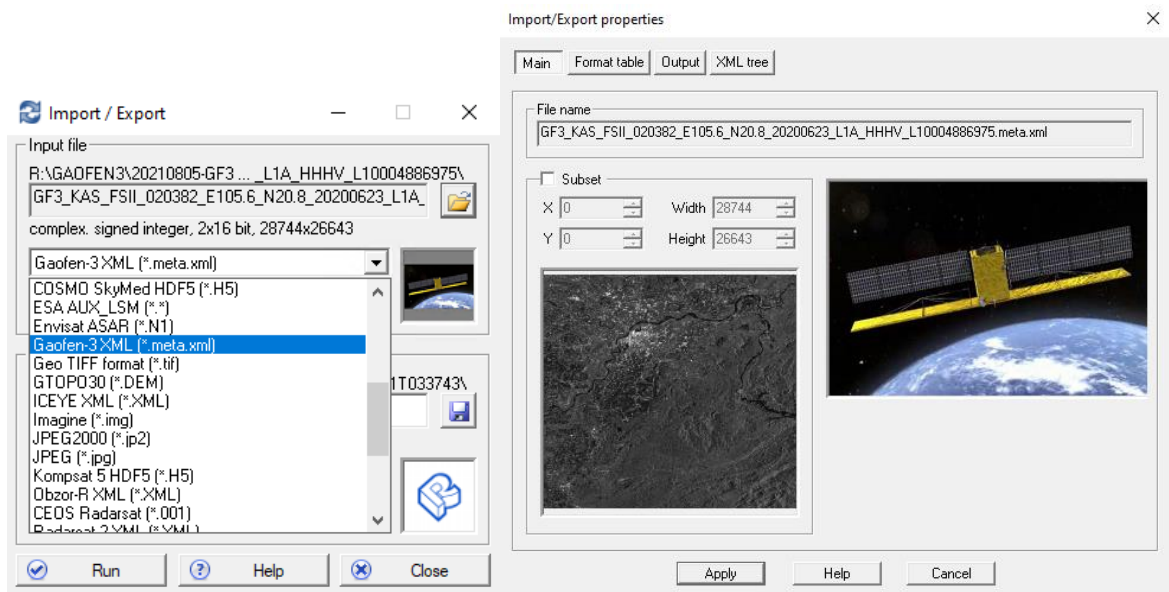 Import / Export
Input file
R:\GAOFEN3\20210805-GF3 ... _L1A_HHHV_L10004886975\
GF3_KAS_FSII_020382_E105.6_N20.8_20200623_L1A_
complex. signed integer, 2x16 bit, 28744x26643
Gaofen-3 XML (*.meta.xml)
COSMO SkyMed HDF5 (*.H5)
ESA AUX_LSM (*.*)
Envisat ASAR (*.N1)
Gaofen-3 XML (*.meta.xml)
Geo TIFF format (*.tif)
GTOPO30 (*.DEM)
ICEYE XML (*.XML)
Imagine (*.img)
JPEG2000 (*.jp2)
JPEG (*.jpg)
Kompsat 5 HDF5 (*.H5)
Obzor-R XML (*.XML)
CEOS Radarsat (*.001)
Radarsat 2 XML (*.XML)
1T033743\
Run
Help
Close
Import/Export properties
Main Format table Output XML tree
File name
GF3_KAS_FSII_020382_E105.6_N20.8_20200623_L1A_HHHV_L10004886975.meta.xml
Subset
X 0 Width 28744
Y 0 Height 26643
Apply Help Cancel